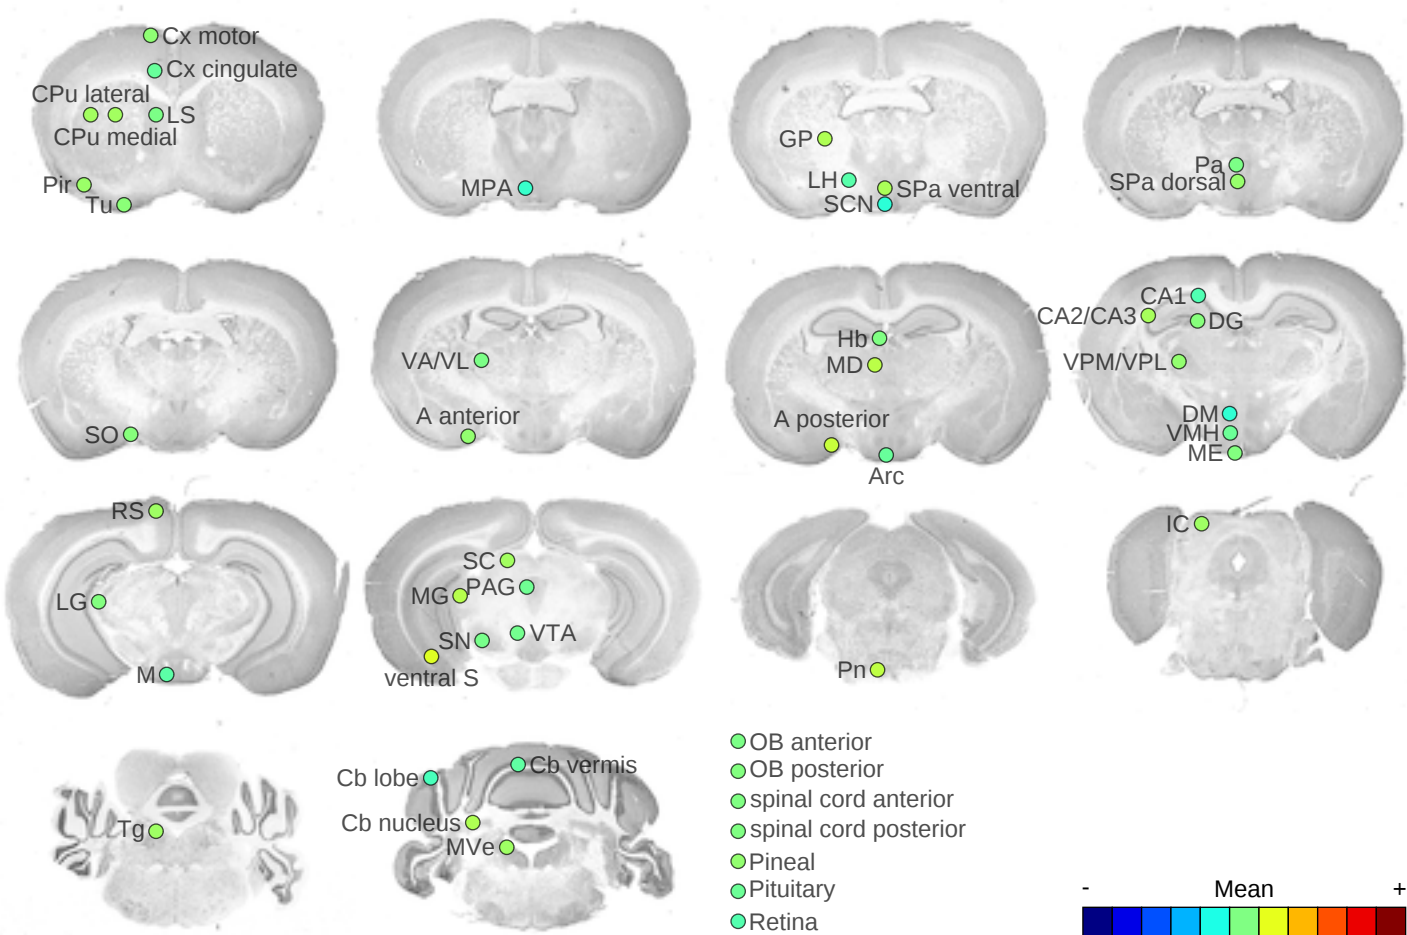 Cx motor
Cx cingulate
CPu lateral
LS
CPu medial
Pir
Tu
MPA
GP
LH
SPa ventral
SCN
Pa
SPa dorsal
SO
VA/VL
A anterior
Hb
MD
A posterior
Arc
CA1
CA2/CA3
DG
VPM/VPL
DM
VMH
ME
RS
LG
M
SC
PAG
MG
SN
VTA
ventral S
Pn
IC
Tg
Cb lobe
Cb vermis
Cb nucleus
MVe
OB anterior
OB posterior
spinal cord anterior
spinal cord posterior
Pineal
Pituitary
Retina
- Mean +